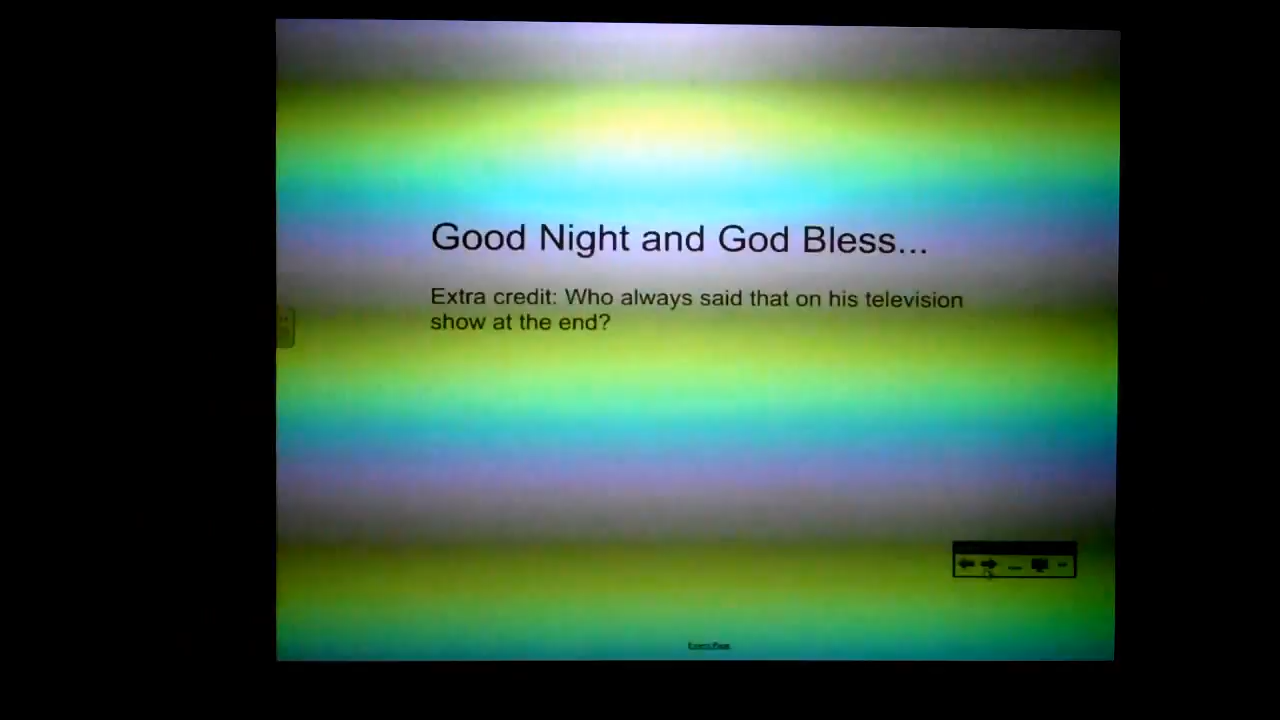 Good Night and God Bless...
Extra credit: Who always said that on his television
show at the end?